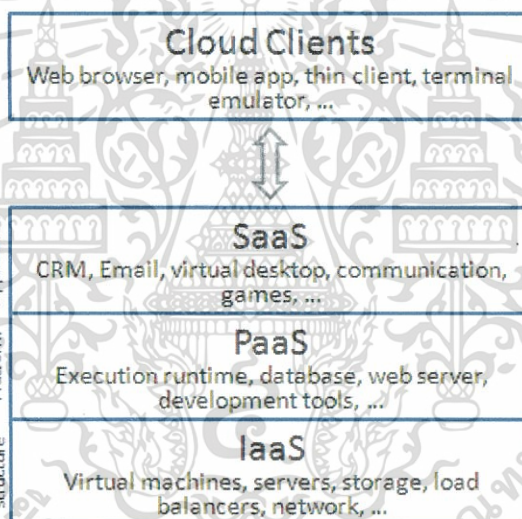 Cloud Clients
Web browser, mobile app, thin client, terminal
emulator, ...
SaaS
CRM, Email, virtual desktop, communication,
games, ...
PaaS
Execution runtime, database, web server,
development tools, ...
IaaS
Virtual machines, servers, storage, load
balancers, network, ...